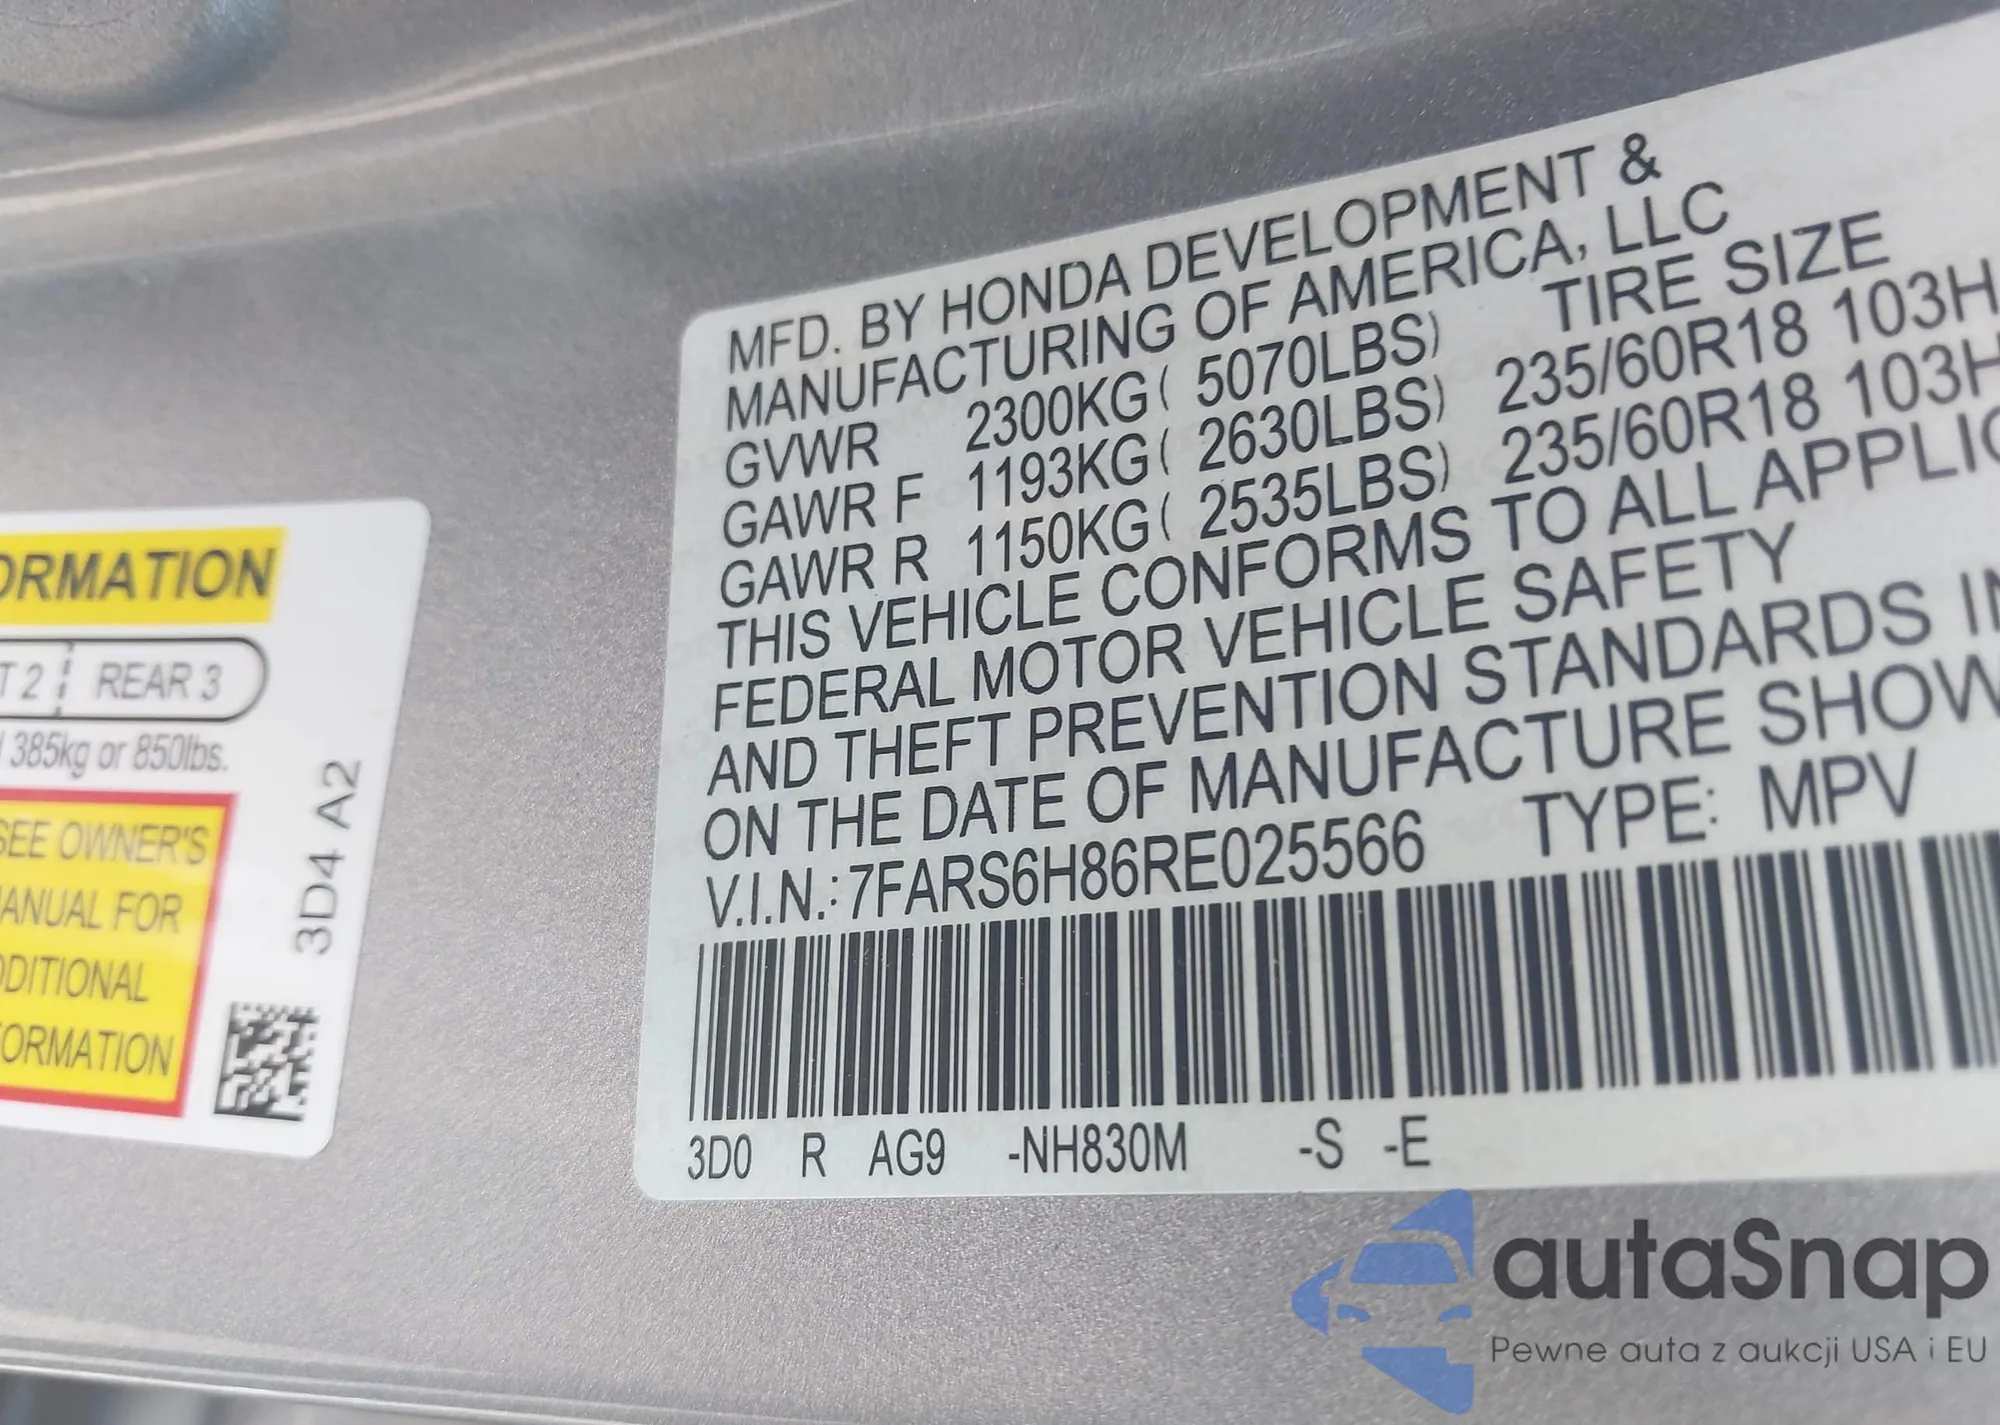 MFD. BY HONDA DEVELOPMENT &
MANUFACTURING OF AMERICA, LLC
GVWR 2300KG( 5070LBS) TIRE SIZE
GAWR F 1193KG( 2630LBS) 235/60R18 103H
GAWR R 1150KG( 2535LBS) 235/60R18 103H
THIS VEHICLE CONFORMS TO ALL APPLIC
FEDERAL MOTOR VEHICLE SAFETY
AND THEFT PREVENTION STANDARDS IN
ON THE DATE OF MANUFACTURE SHOW
V.I.N.:7FARS6H86RE025566 TYPE: MPV
3D0 R AG9 -NH830M -S -E
ORMATION
T 2 REAR 3
385kg or 850lbs.
SEE OWNER'S
MANUAL FOR
DDITIONAL
FORMATION
3D4 A2
autaSnap
Pewne auta z aukcji USA i EU